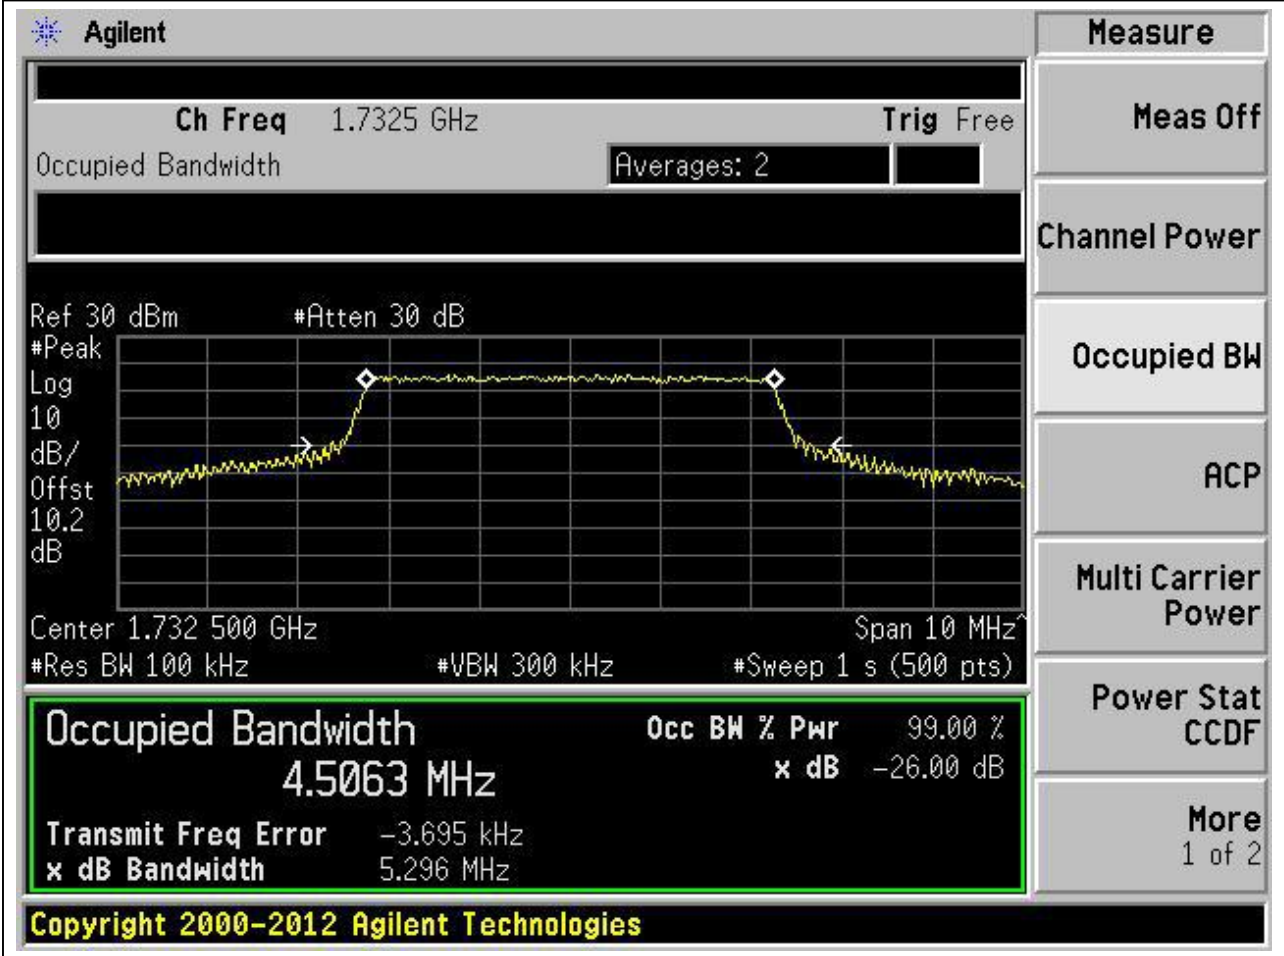 Agilent
Measure
Ch Freq 1.7325 GHz Trig Free
Occupied Bandwidth Averages: 2
Ref 30 dBm #Atten 30 dB
#Peak
Log
10
dB/
Offst
10.2
dB
Center 1.732 500 GHz Span 10 MHz^
#Res BW 100 kHz #VBW 300 kHz #Sweep 1 s (500 pts)
Occupied Bandwidth Occ BW % Pwr 99.00 %
4.5063 MHz x dB -26.00 dB
Transmit Freq Error -3.695 kHz
x dB Bandwidth 5.296 MHz
Meas Off
Channel Power
Occupied BW
ACP
Multi Carrier
Power
Power Stat
CCDF
More
1 of 2
Copyright 2000-2012 Agilent Technologies